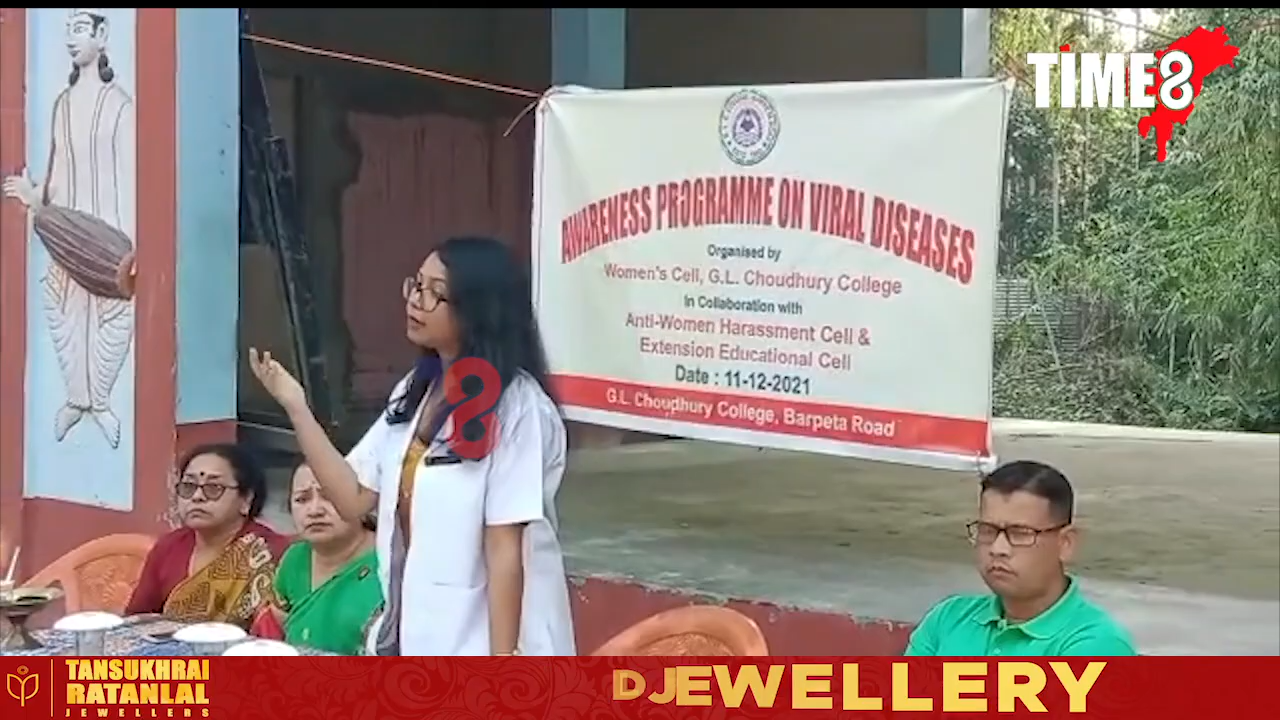 TIME8
AWARENESS PROGRAMME ON VIRAL DISEASES
Organised by
Women's Cell, G.L. Choudhury College
In Collaboration with
Anti-Women Harassment Cell &
Extension Educational Cell
Date : 11-12-2021
G.L. Choudhury College, Barpeta Road
8
TANSUKHRAI
RATANLAL
JEWELLERS
DJEWELLERY